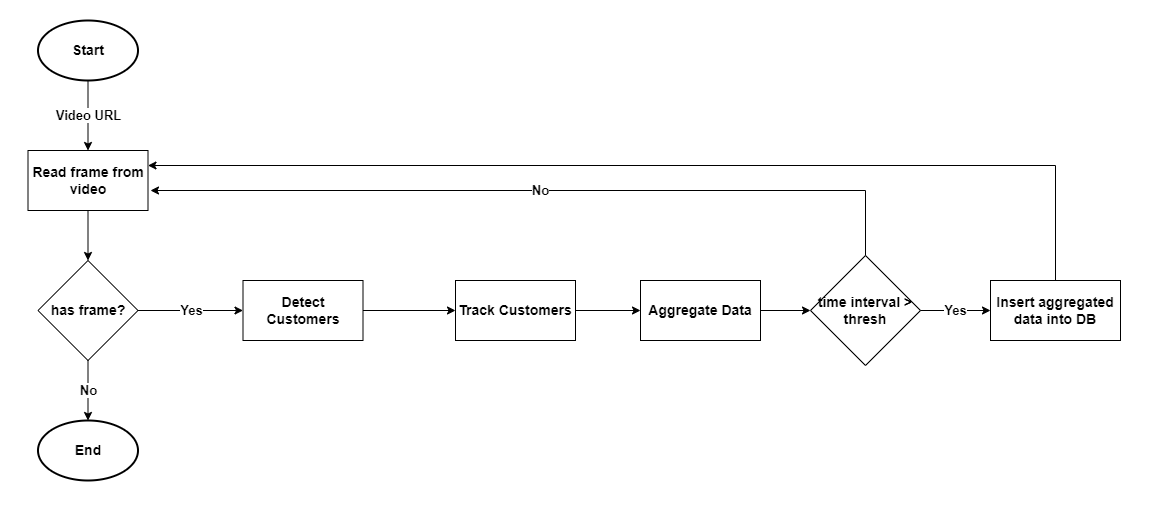 Start
Video URL
Read frame from
video
No
has frame?
Yes
Detect
Customers
Track Customers
Aggregate Data
time interval >
thresh
Yes
Insert aggregated
data into DB
No
End